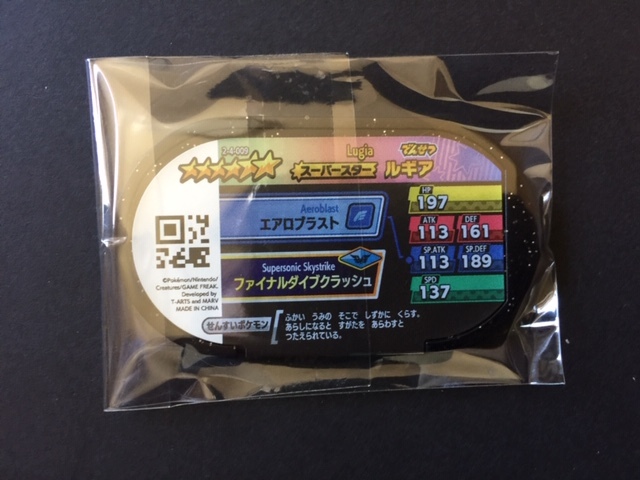 3-4-009
Lugia
スーパースター ルギア
HP
197
Aeroblast
エアロブラスト
ATK DEF
113 161
SP.ATK SP.DEF
113 189
Supersonic Skystrike
ファイナルダイブクラッシュ
SPD
137
©Pokémon/Nintendo/
Creatures/GAME FREAK.
Developed by
T-ARTS and MARV
MADE IN CHINA
せんすいポケモン
ふかい うみの そこで しずかに くらす。
あらしになると すがたを あらわすと
つたえられている。